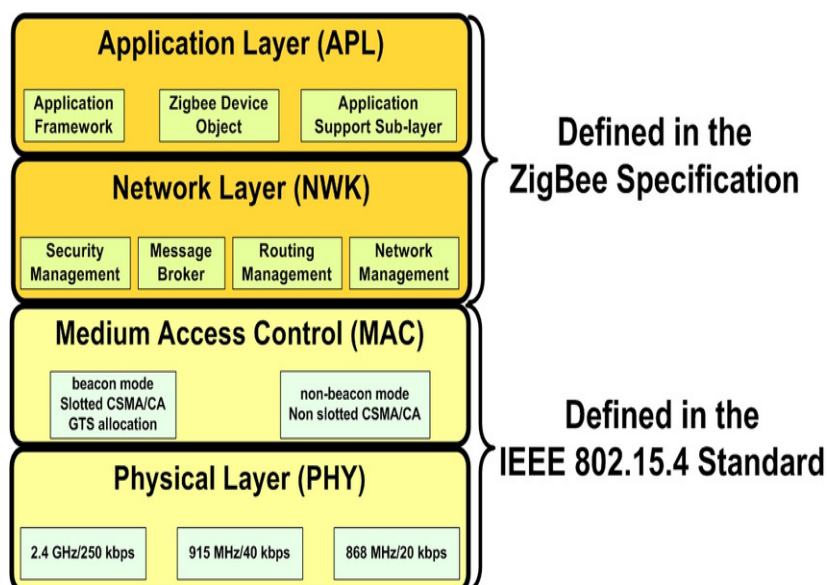 Application Layer (APL)
Application
Framework
Zigbee Device
Object
Application
Support Sub-layer
Defined in the
ZigBee Specification
Network Layer (NWK)
Security
Management
Message
Broker
Routing
Management
Network
Management
Medium Access Control (MAC)
beacon mode
Slotted CSMA/CA
GTS allocation
non-beacon mode
Non slotted CSMA/CA
Defined in the
IEEE 802.15.4 Standard
Physical Layer (PHY)
2.4 GHz/250 kbps
915 MHz/40 kbps
868 MHz/20 kbps